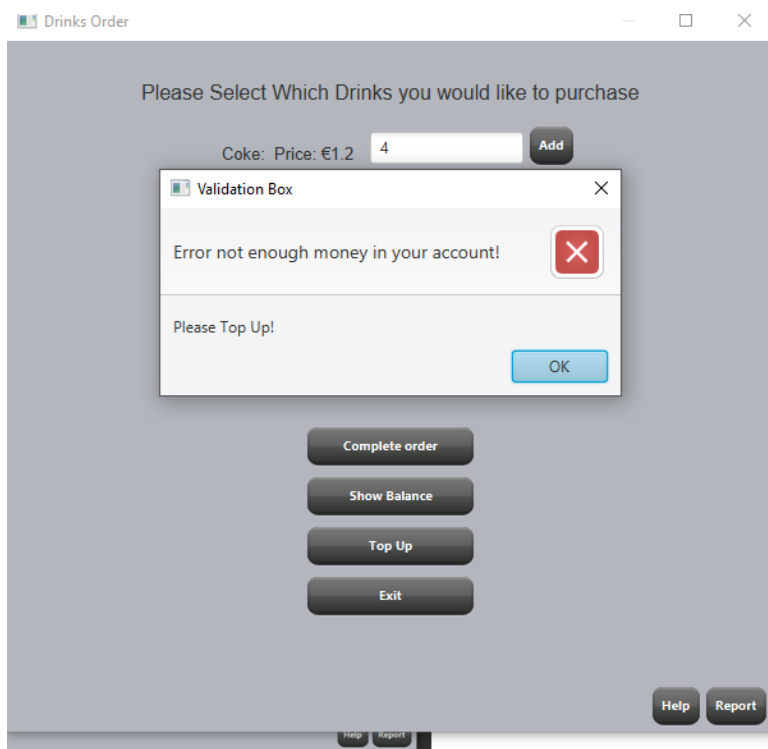 Drinks Order
Please Select Which Drinks you would like to purchase
Coke: Price: €1.2 4 Add
Validation Box
Error not enough money in your account!
Please Top Up!
OK
Complete order
Show Balance
Top Up
Exit
Help Report
Help Report